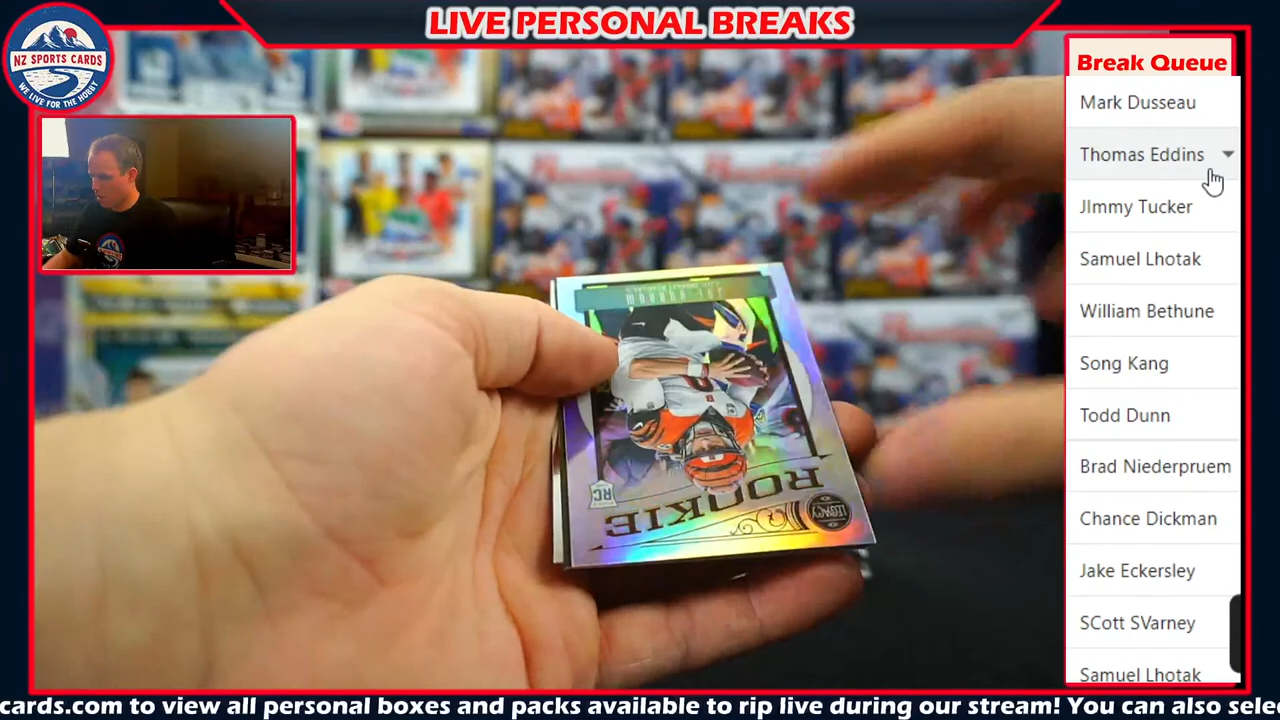 LIVE PERSONAL BREAKS
NZ SPORTS CARDS
WE LIVE FOR THE HOBBY
Break Queue
Mark Dusseau
Thomas Eddins
JImmy Tucker
Samuel Lhotak
William Bethune
Song Kang
Todd Dunn
Brad Niederpruem
Chance Dickman
Jake Eckersley
SCott SVarney
Samuel Lhotak
JOE BURROW
RC
ROOKIE
LEGACY
cards.com to view all personal boxes and packs available to rip live during our stream! You can also sele